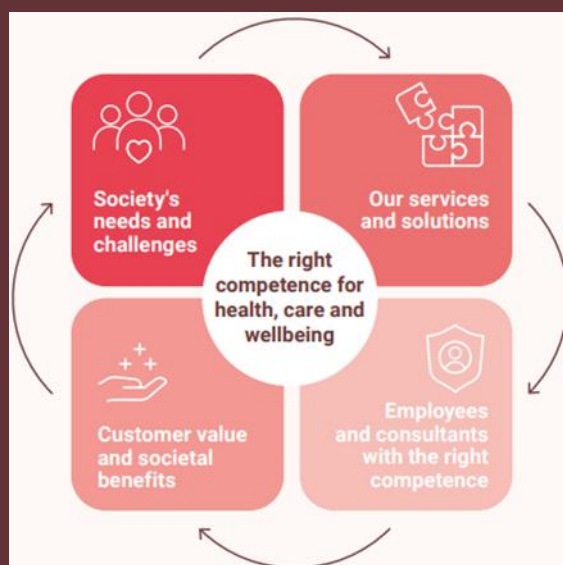 Society's
needs and
challenges
Our services
and solutions
The right
competence for
health, care and
wellbeing
Customer value
and societal
benefits
Employees
and consultants
with the right
competence